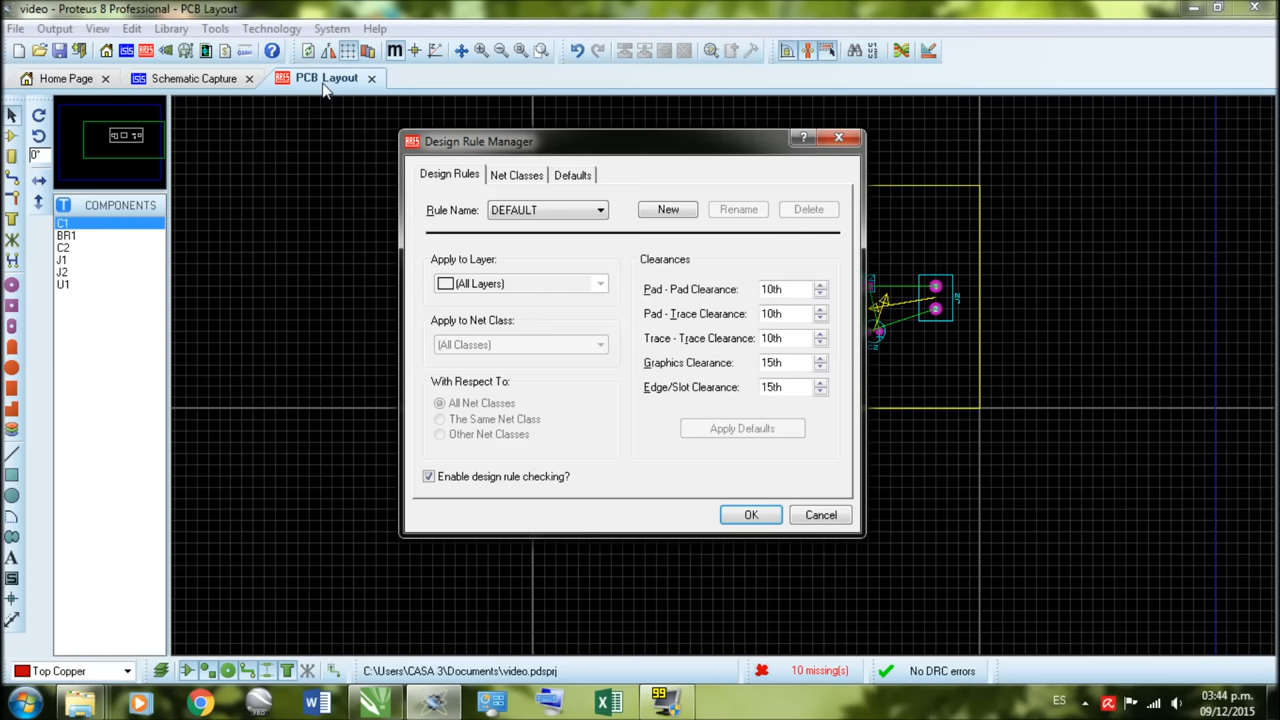 video - Proteus 8 Professional - PCB Layout
File Output View Edit Library Tools Technology System Help
Home Page Schematic Capture PCB Layout
0°
Design Rule Manager
Design Rules Net Classes Defaults
T COMPONENTS
C1
BR1
C2
J1
J2
U1
Rule Name: DEFAULT New Rename Delete
Apply to Layer: Clearances
(All Layers) Pad - Pad Clearance: 10th
Pad - Trace Clearance: 10th
Apply to Net Class:
(All Classes) Trace - Trace Clearance: 10th
Graphics Clearance: 15th
With Respect To: Edge/Slot Clearance: 15th
All Net Classes
The Same Net Class
Other Net Classes
Apply Defaults
Enable design rule checking?
OK Cancel
Top Copper C:\Users\CASA 3\Documents\video.pdsprj 10 missing(s) No DRC errors
99
ES 03:44 p.m.
09/12/2015